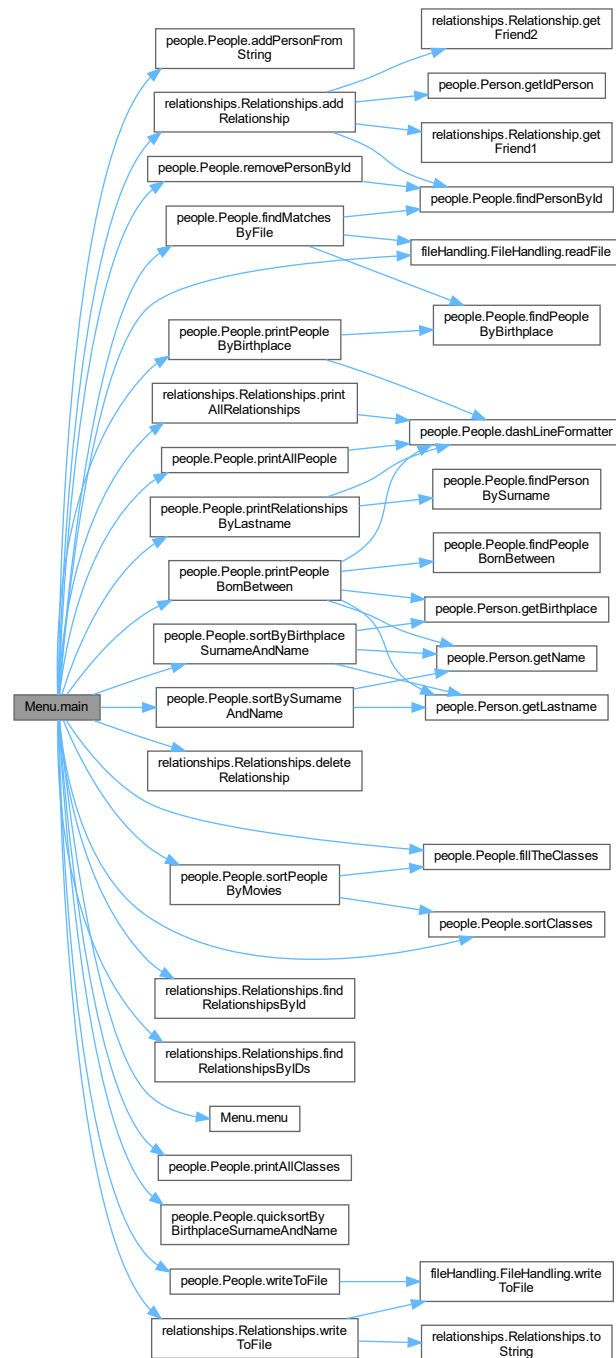 people.People.addPersonFrom
String
relationships.Relationships.add
Relationship
people.People.removePersonById
people.People.findMatches
ByFile
people.People.printPeople
ByBirthplace
relationships.Relationships.print
AllRelationships
people.People.printAllPeople
people.People.printRelationships
ByLastname
people.People.printPeople
BornBetween
people.People.sortByBirthplace
SurnameAndName
Menu.main
people.People.sortBySurname
AndName
relationships.Relationships.delete
Relationship
people.People.sortPeople
ByMovies
relationships.Relationships.find
RelationshipsById
relationships.Relationships.find
RelationshipsByIDs
Menu.menu
people.People.printAllClasses
people.People.quicksortBy
BirthplaceSurnameAndName
people.People.writeToFile
relationships.Relationships.write
ToFile
relationships.Relationship.get
Friend2
people.Person.getIdPerson
relationships.Relationship.get
Friend1
people.People.findPersonById
fileHandling.FileHandling.readFile
people.People.findPeople
ByBirthplace
people.People.dashLineFormatter
people.People.findPerson
BySurname
people.People.findPeople
BornBetween
people.Person.getBirthplace
people.Person.getName
people.Person.getLastname
people.People.fillTheClasses
people.People.sortClasses
fileHandling.FileHandling.write
ToFile
relationships.Relationships.to
String